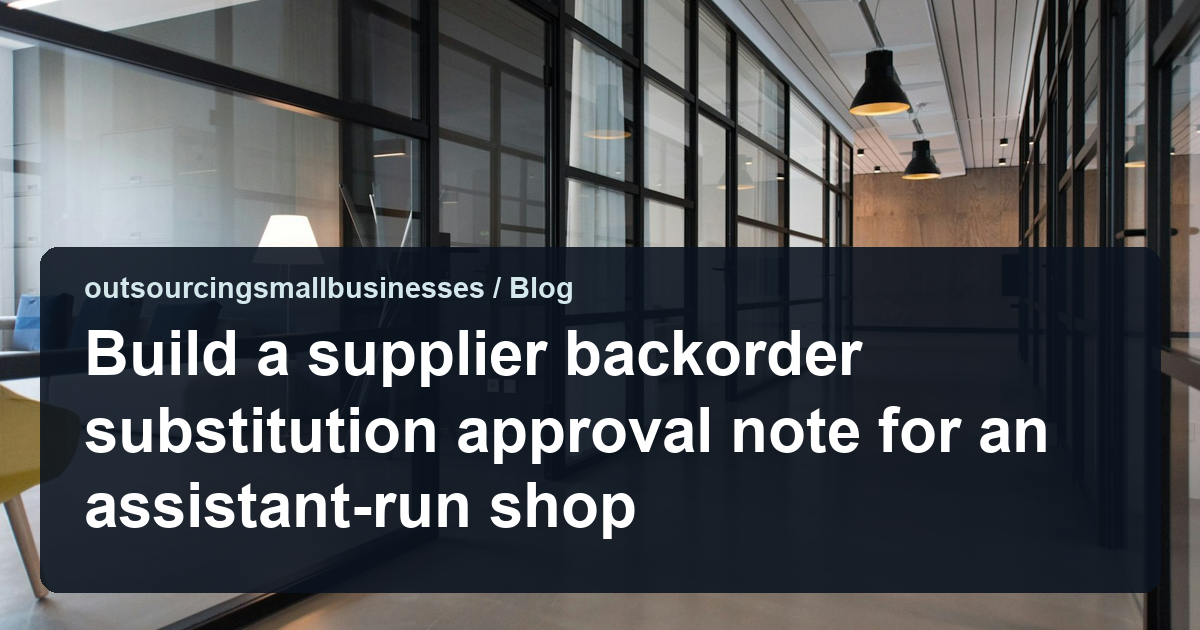 outsourcingsmallbusinesses / Blog
Build a supplier backorder
substitution approval note for an
assistant-run shop